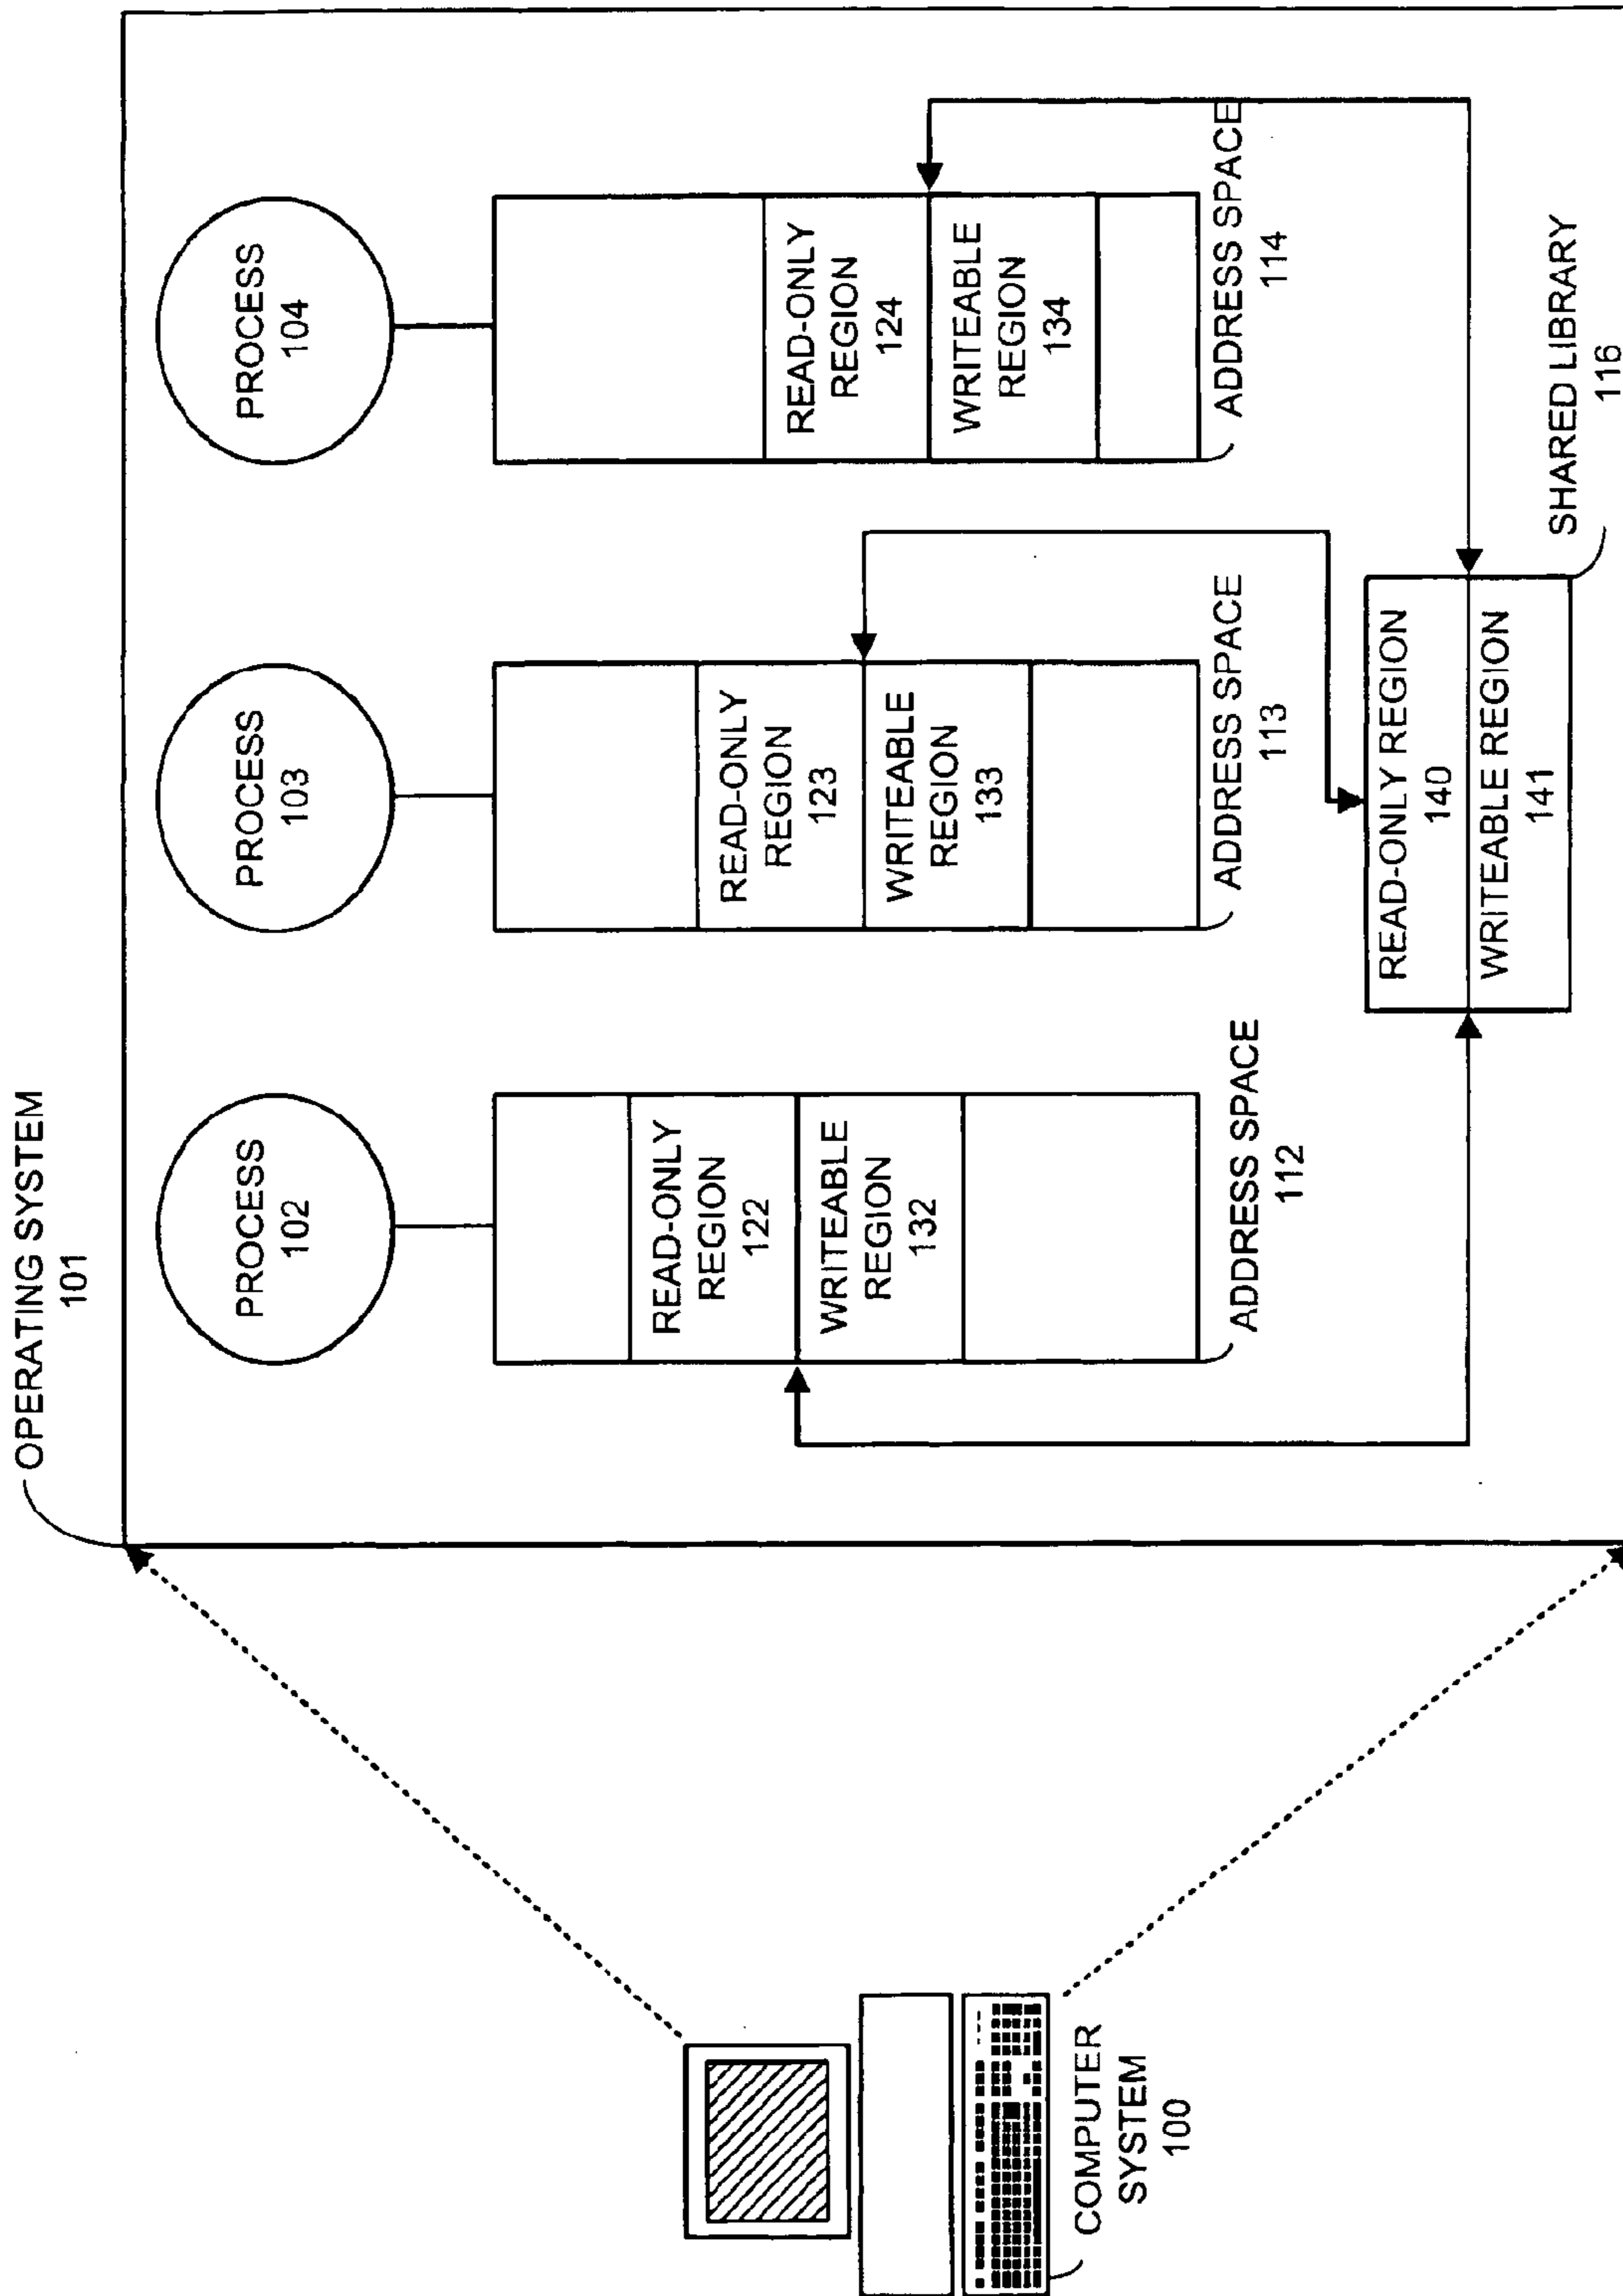 OPERATING SYSTEM
101
PROCESS
102
PROCESS
103
PROCESS
104
READ-ONLY
REGION
122
WRITEABLE
REGION
132
ADDRESS SPACE
112
READ-ONLY
REGION
123
WRITEABLE
REGION
133
ADDRESS SPACE
113
READ-ONLY
REGION
124
WRITEABLE
REGION
134
ADDRESS SPACE
114
READ-ONLY REGION
140
WRITEABLE REGION
141
SHARED LIBRARY
116
COMPUTER
SYSTEM
100